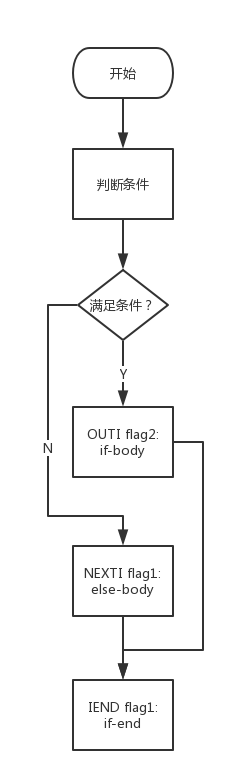 开始
判断条件
满足条件？
Y
OUTI flag2:
if-body
N
NEXTI flag1:
else-body
IEND flag1:
if-end